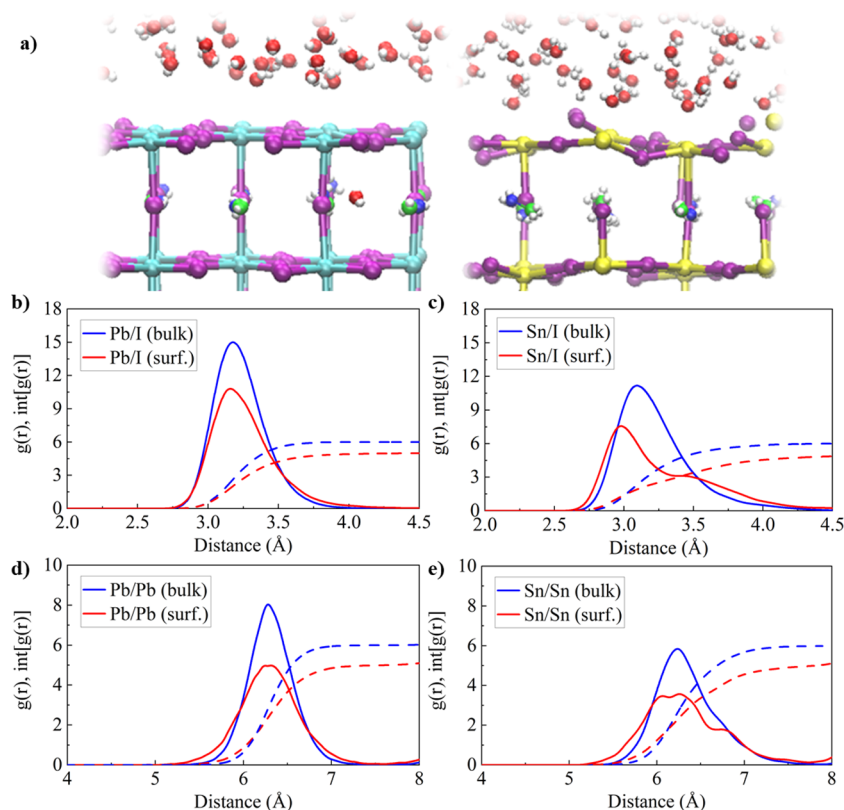 a)
b)
18
15
12
9
6
3
0
g(r), int[g(r)]
Pb/I (bulk)
Pb/I (surf.)
2.0 2.5 3.0 3.5 4.0 4.5
Distance (Å)
c)
18
15
12
9
6
3
0
g(r), int[g(r)]
Sn/I (bulk)
Sn/I (surf.)
2.0 2.5 3.0 3.5 4.0 4.5
Distance (Å)
d)
10
8
6
4
2
0
g(r), int[g(r)]
Pb/Pb (bulk)
Pb/Pb (surf.)
4 5 6 7 8
Distance (Å)
e)
10
8
6
4
2
0
g(r), int[g(r)]
Sn/Sn (bulk)
Sn/Sn (surf.)
4 5 6 7 8
Distance (Å)